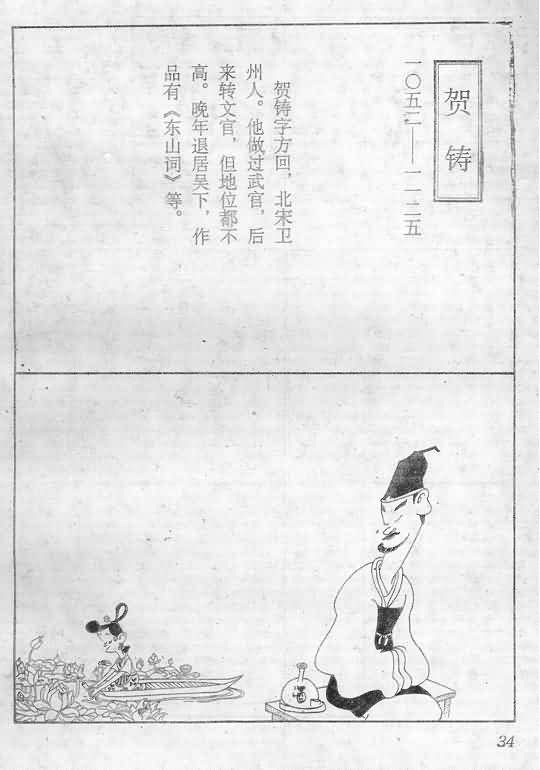 贺铸
一〇五二——一一二五
贺铸字方回，北宋卫
州人。他做过武官，后
来转文官，但地位都不
高。晚年退居吴下，作
品有《东山词》等。
34